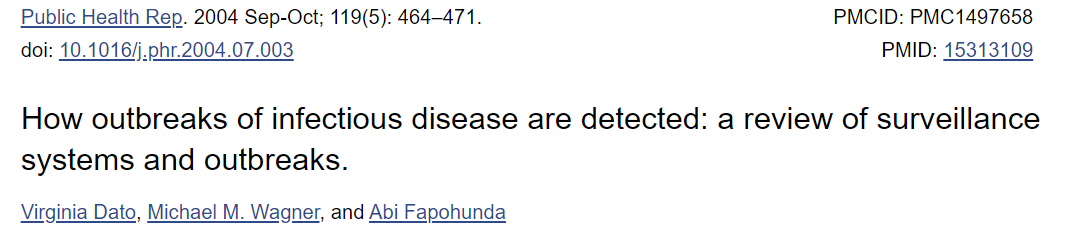 Public Health Rep. 2004 Sep-Oct; 119(5): 464–471.
PMCID: PMC1497658
doi: 10.1016/j.phr.2004.07.003
PMID: 15313109
How outbreaks of infectious disease are detected: a review of surveillance
systems and outbreaks.
Virginia Dato, Michael M. Wagner, and Abi Fapohunda